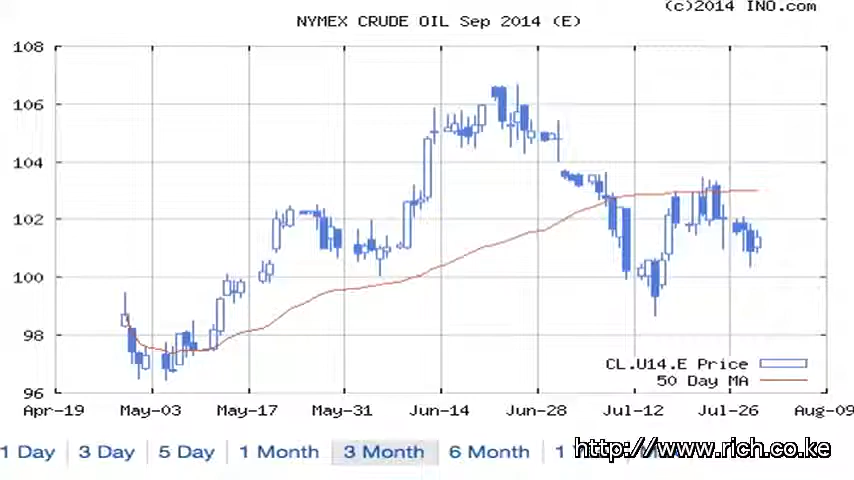 (c)2014 INO.com
NYMEX CRUDE OIL Sep 2014 (E)
108
106
104
102
100
98
96
CL.U14.E Price
50 Day MA
Apr-19 May-03 May-17 May-31 Jun-14 Jun-28 Jul-12 Jul-26 Aug-09
1 Day 3 Day 5 Day 1 Month 3 Month 6 Month 1
http://www.rich.co.ke